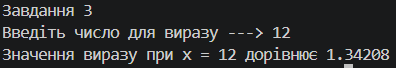 Завдання 3
Введіть число для виразу ---> 12
Значення виразу при x = 12 дорівнює 1.34208